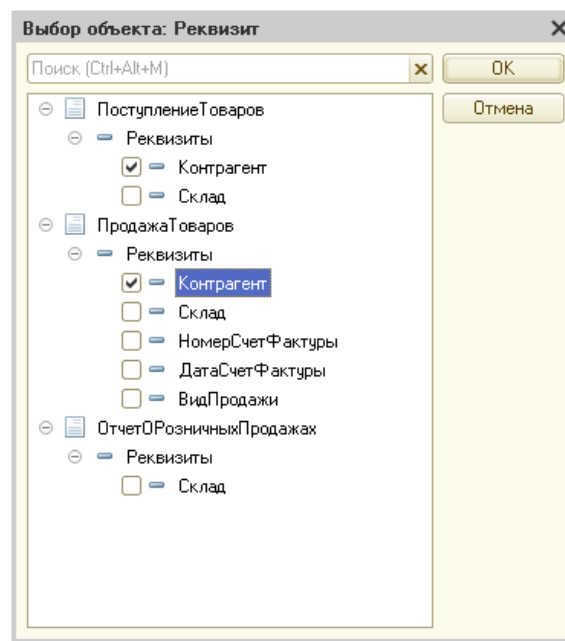 Выбор объекта: Реквизит
Поиск (Ctrl+Alt+M)
OK
ПоступлениеТоваров
Отмена
Реквизиты
Контрагент
Склад
ПродажаТоваров
Реквизиты
Контрагент
Склад
НомерСчетФактуры
ДатаСчетФактуры
ВидПродажи
ОтчетОРозничныхПродажах
Реквизиты
Склад